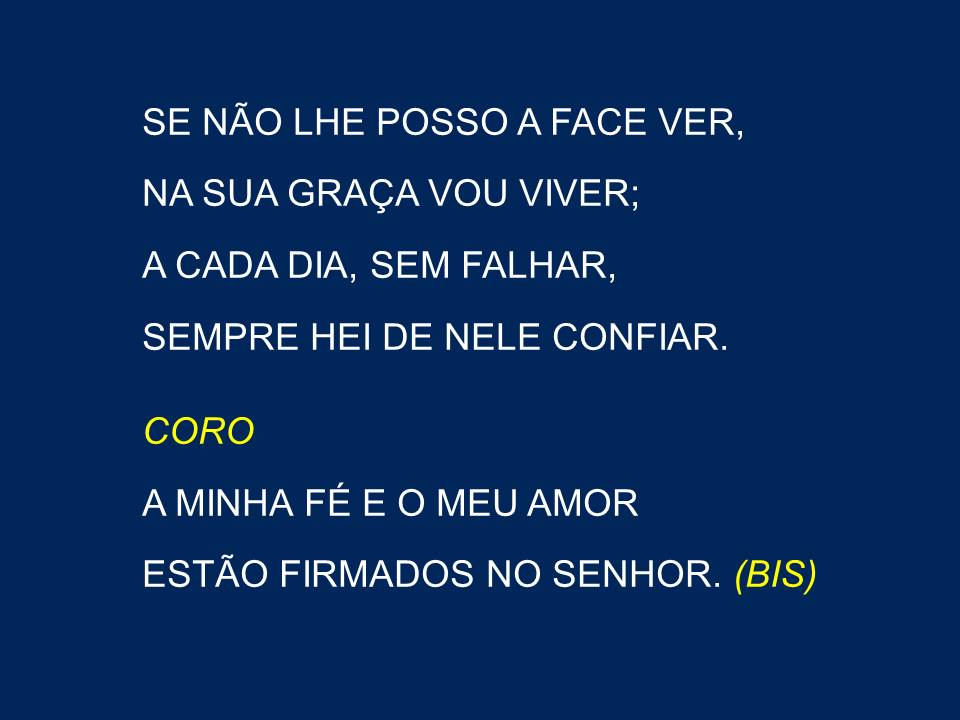 SE NÃO LHE POSSO A FACE VER,
NA SUA GRAÇA VOU VIVER;
A CADA DIA, SEM FALHAR,
SEMPRE HEI DE NELE CONFIAR.
CORO
A MINHA FÉ E O MEU AMOR
ESTÃO FIRMADOS NO SENHOR. (BIS)